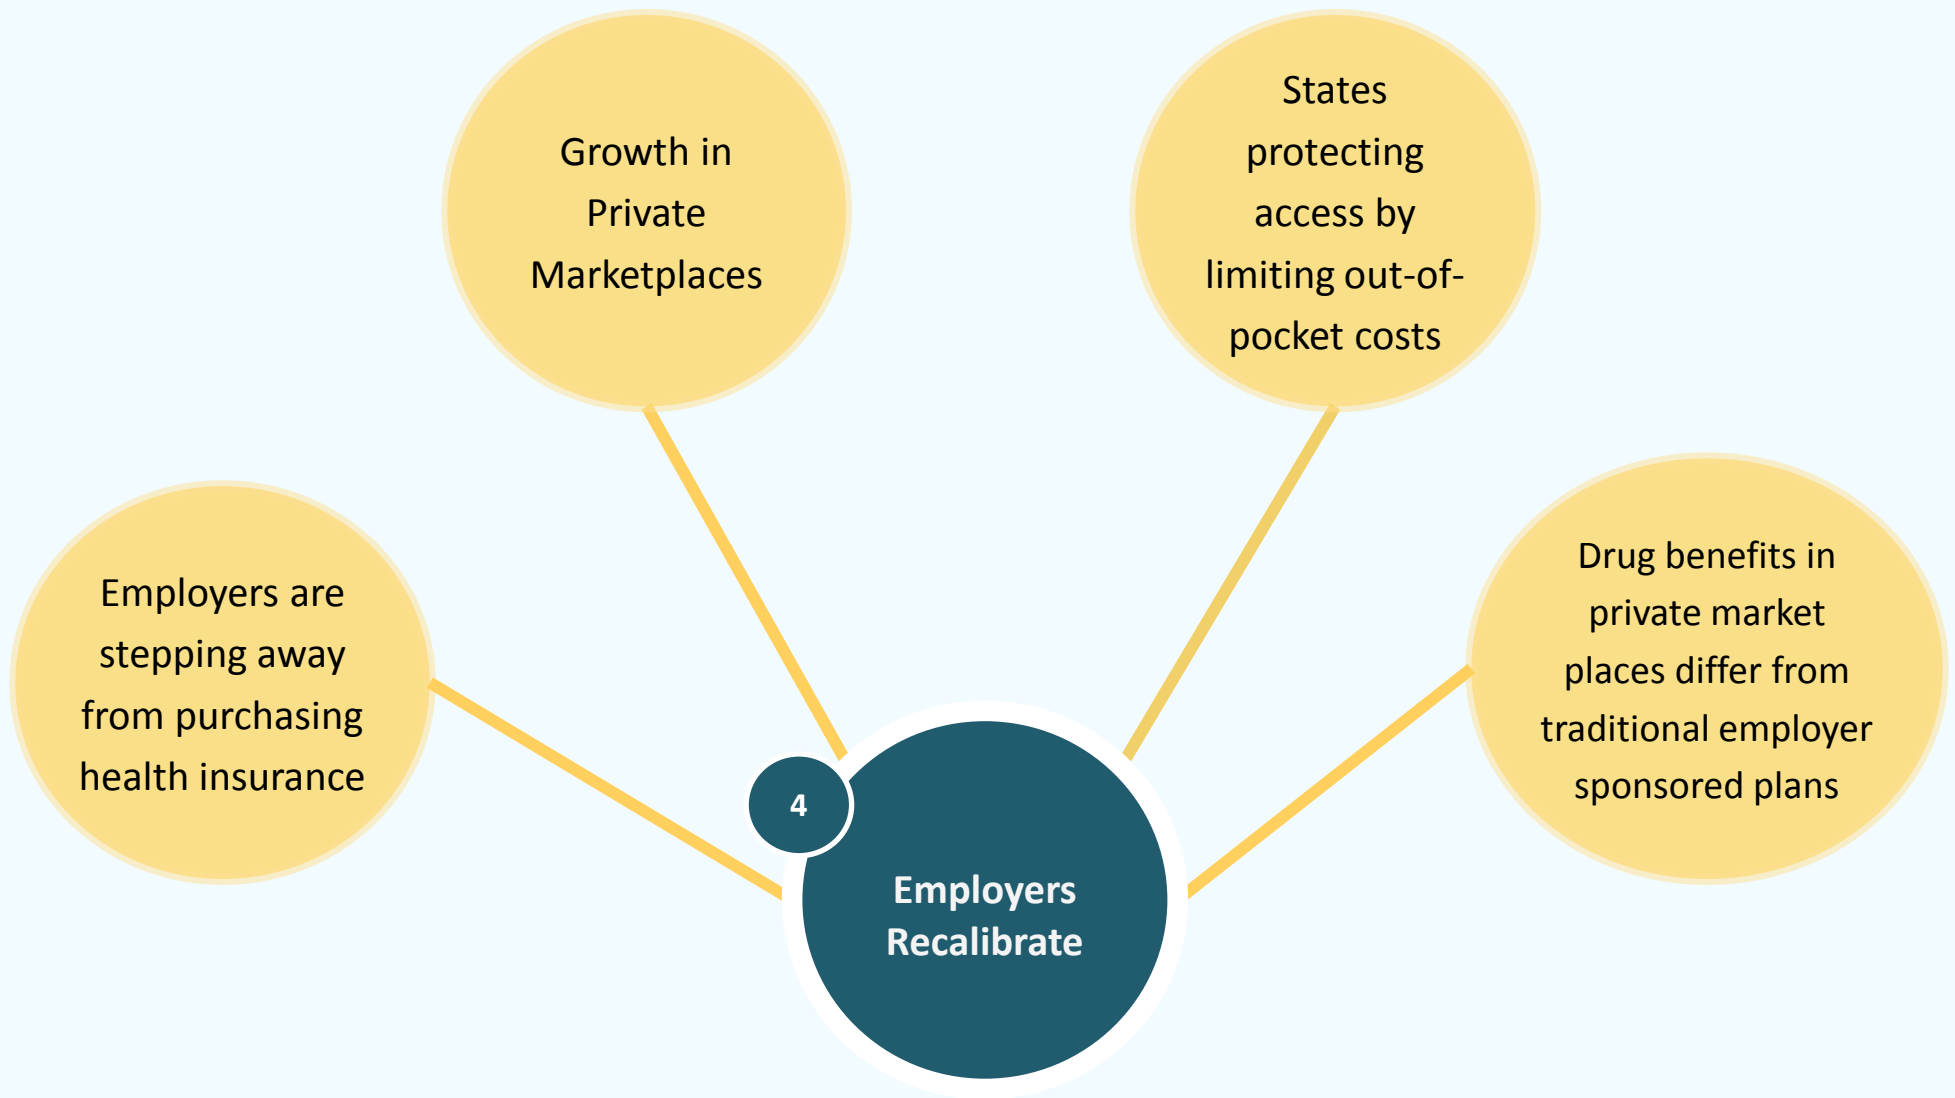 Growth in
Private
Marketplaces
States
protecting
access by
limiting out-of-
pocket costs
Employers are
stepping away
from purchasing
health insurance
Drug benefits in
private market
places differ from
traditional employer
sponsored plans
4
Employers
Recalibrate